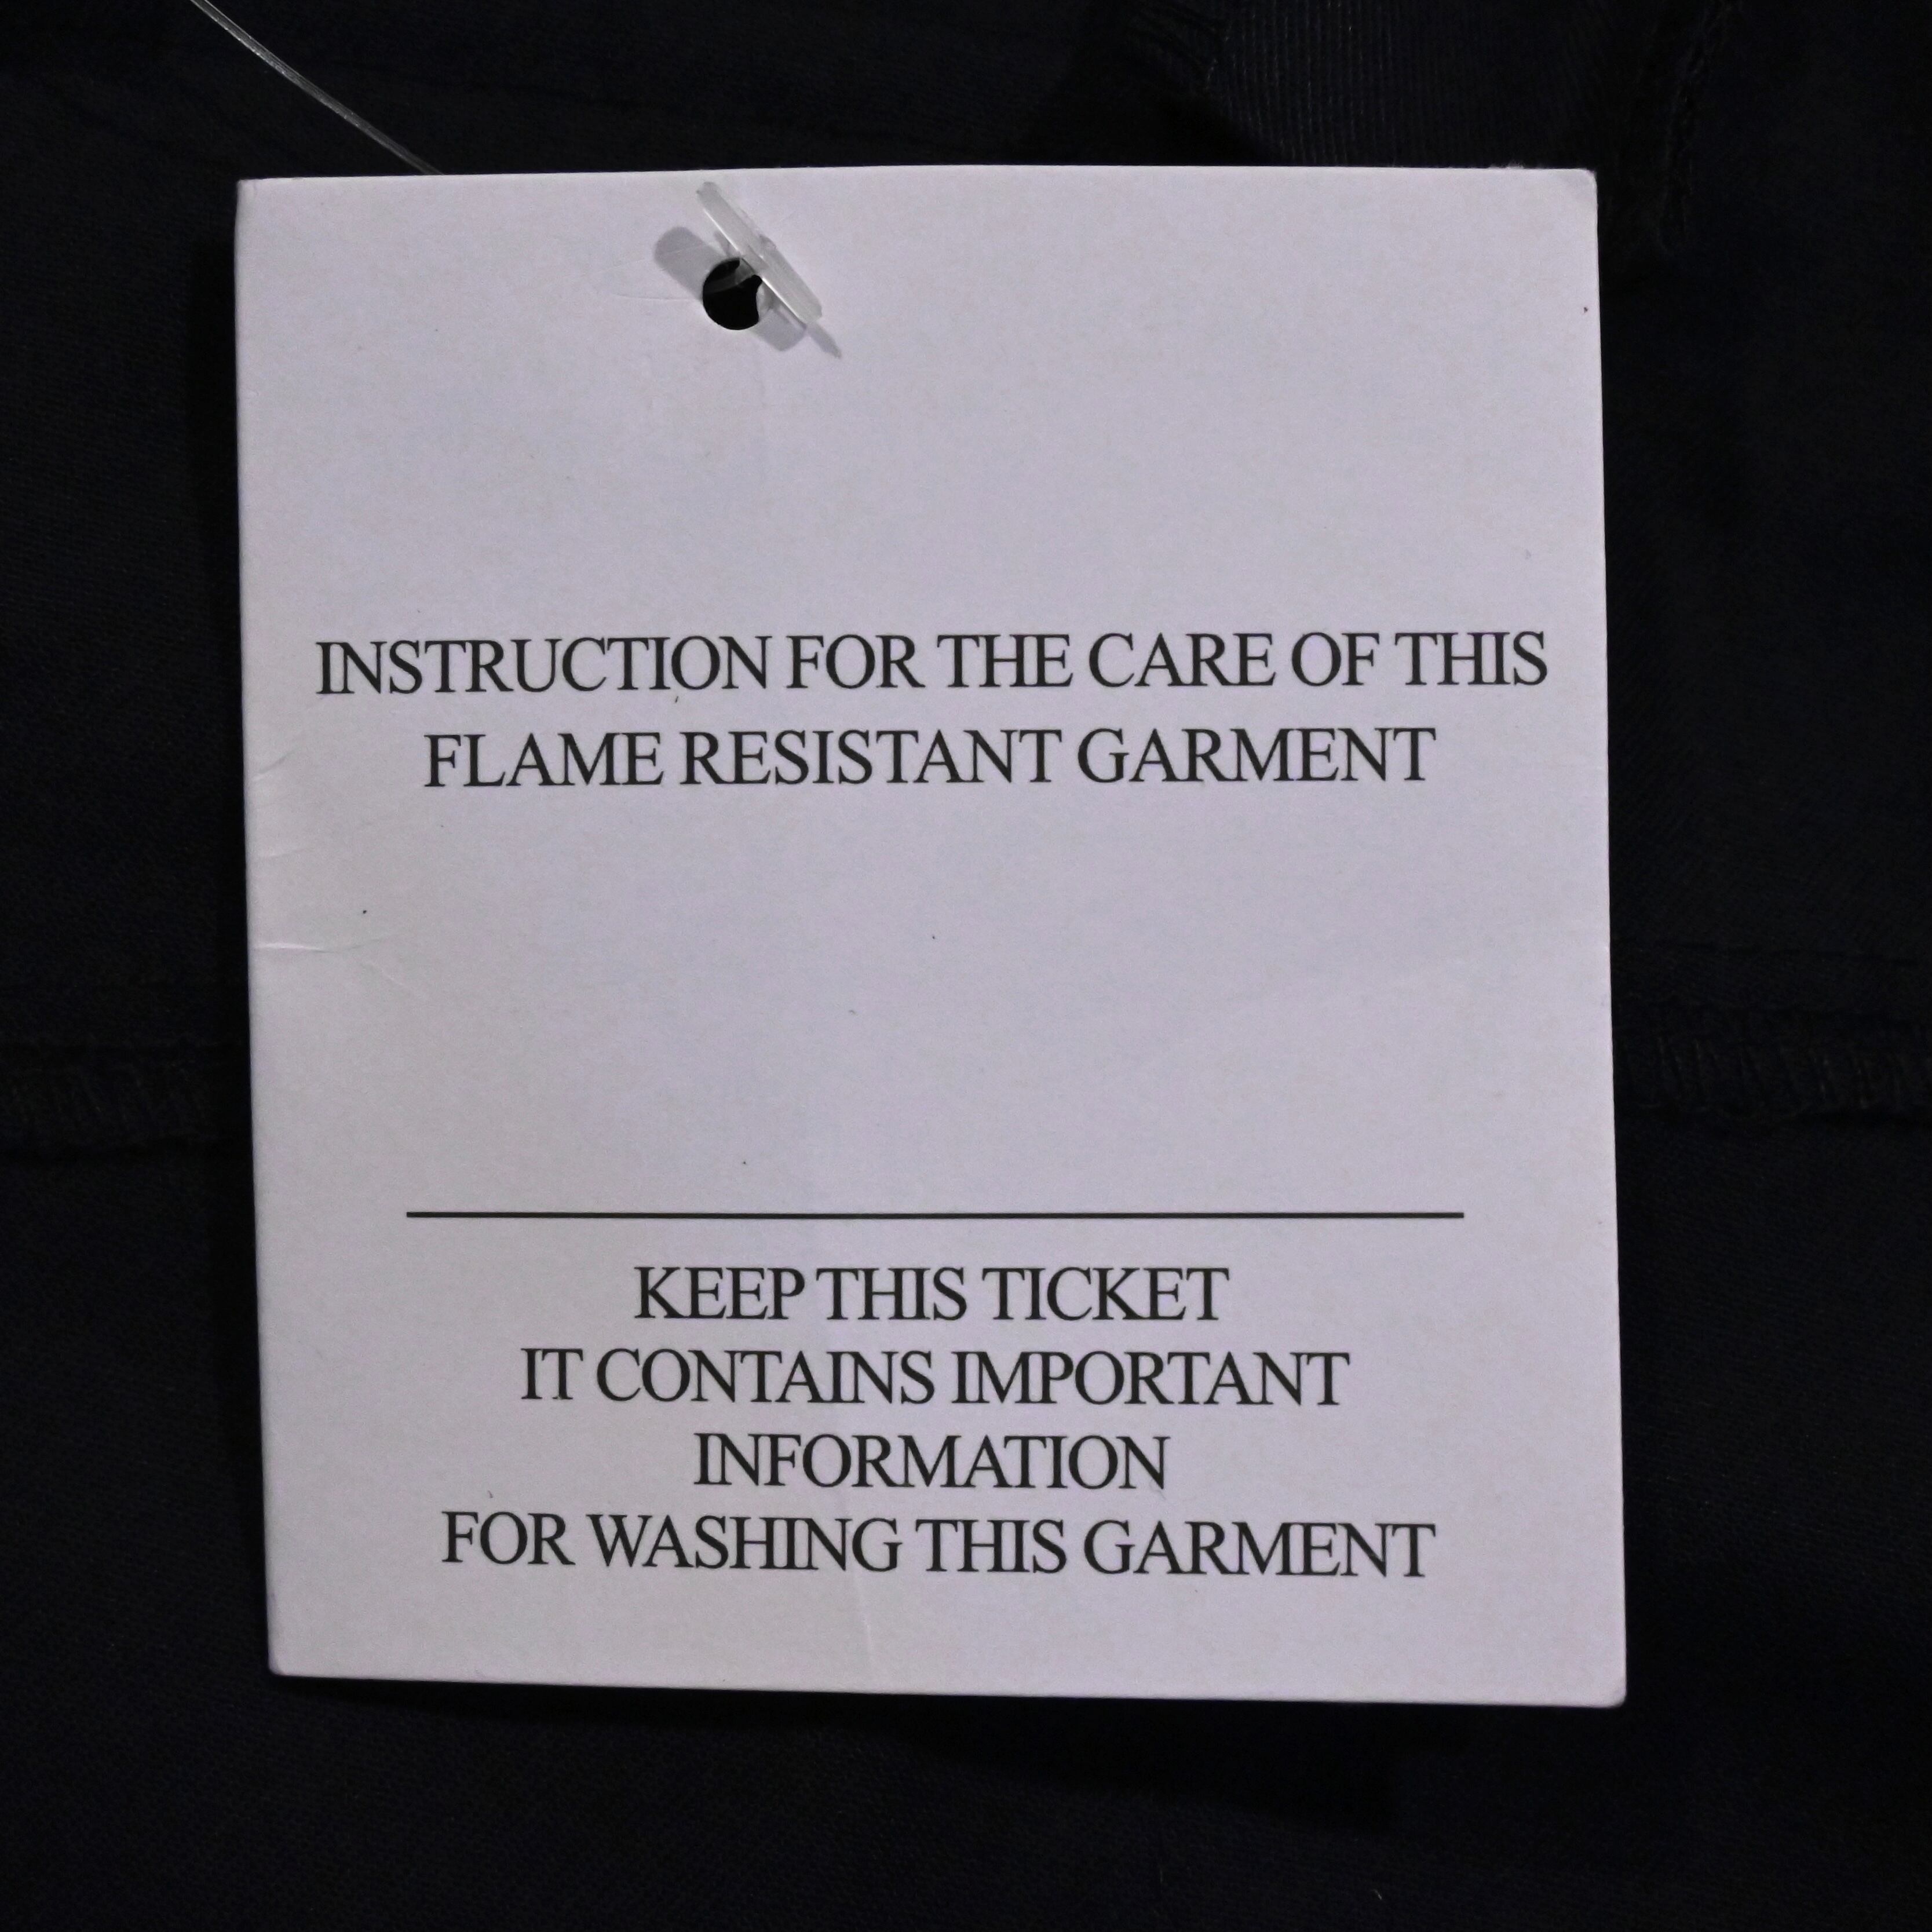 INSTRUCTION FOR THE CARE OF THIS
FLAME RESISTANT GARMENT
KEEP THIS TICKET
IT CONTAINS IMPORTANT
INFORMATION
FOR WASHING THIS GARMENT